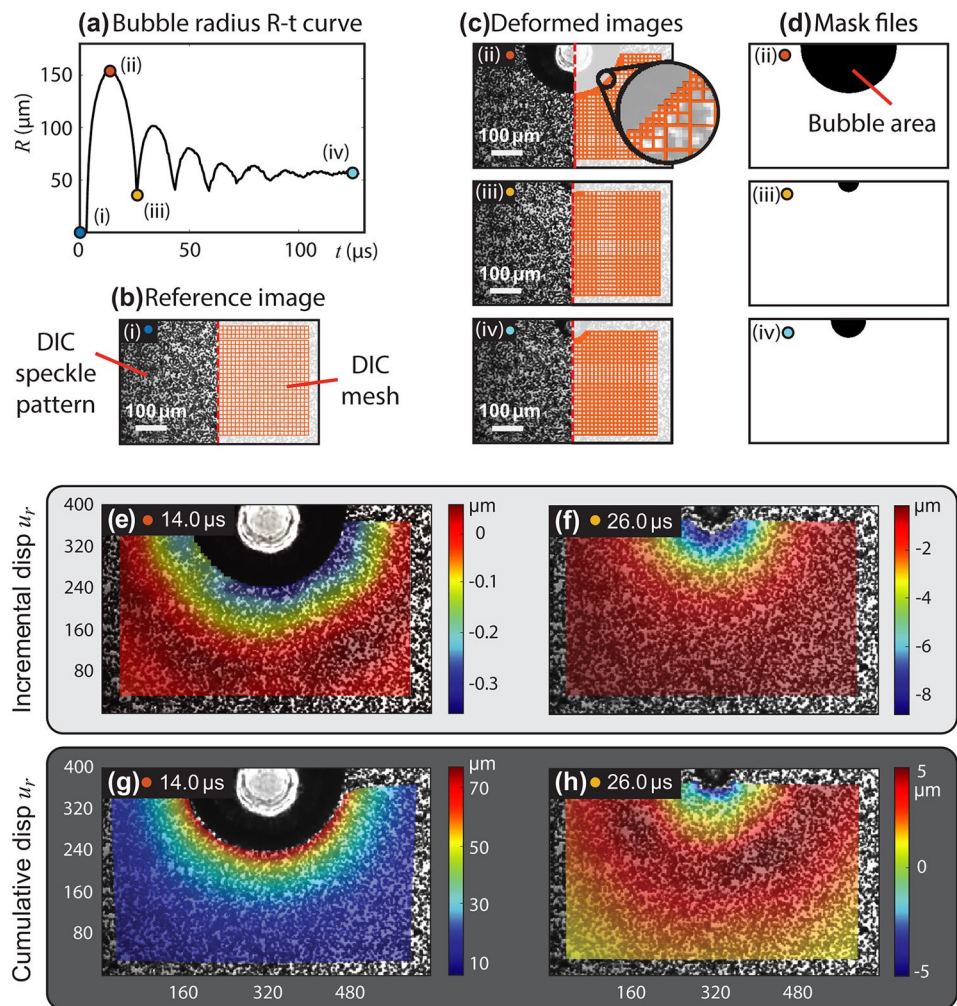 (a) Bubble radius R-t curve
150
100
50
R (µm)
(i)
(ii)
(iii)
(iv)
0
50
100
t (µs)
(b) Reference image
(i)
DIC
speckle
pattern
100 µm
DIC
mesh
(c) Deformed images
(ii)
100 µm
(iii)
100 µm
(iv)
100 µm
(d) Mask files
(ii)
Bubble area
(iii)
(iv)
Incremental disp uᵣ
400
320
240
160
80
(e) 14.0 µs
µm
0
-0.1
-0.2
-0.3
(f) 26.0 µs
µm
-2
-4
-6
-8
Cumulative disp uᵣ
400
360
240
160
80
(g) 14.0 µs
µm
70
50
30
10
160
320
480
(h) 26.0 µs
5
µm
0
-5
160
320
480